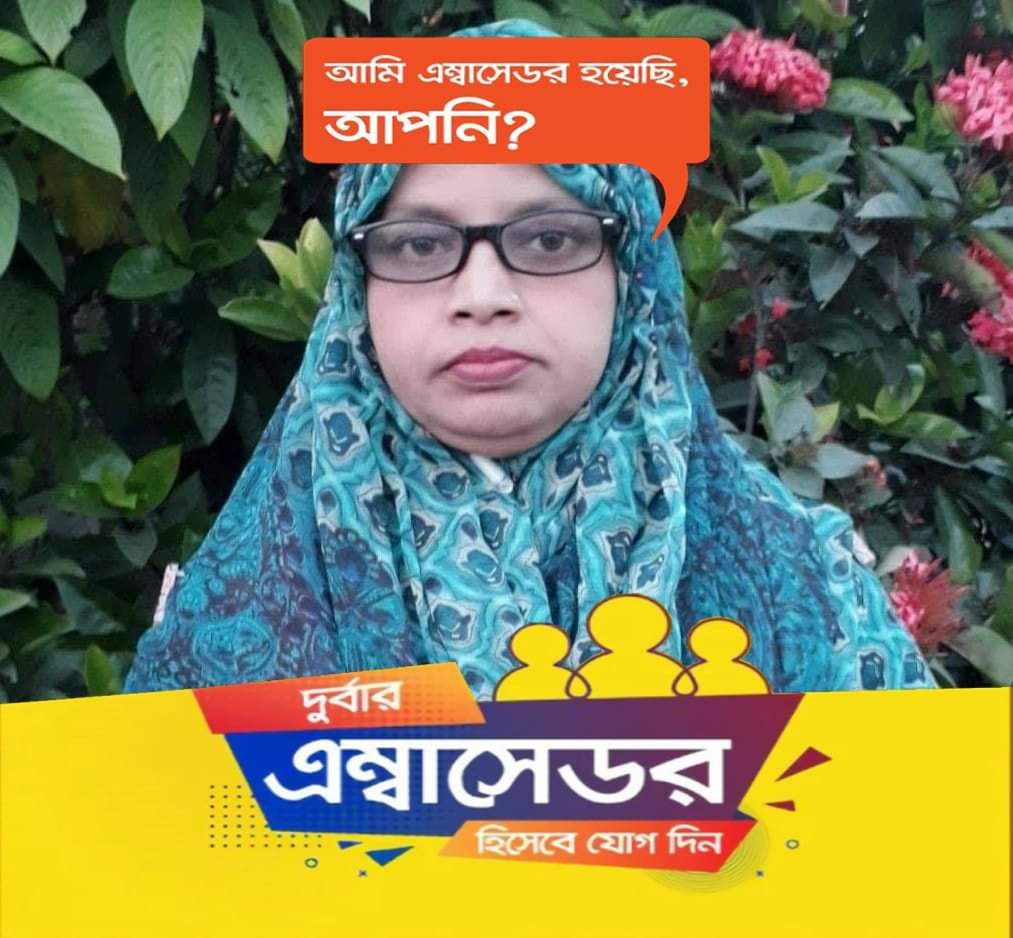 আমি এম্বাসেডর হয়েছি,
আপনি?
দুর্বার
এম্বাসেডর
হিসেবে যোগ দিন